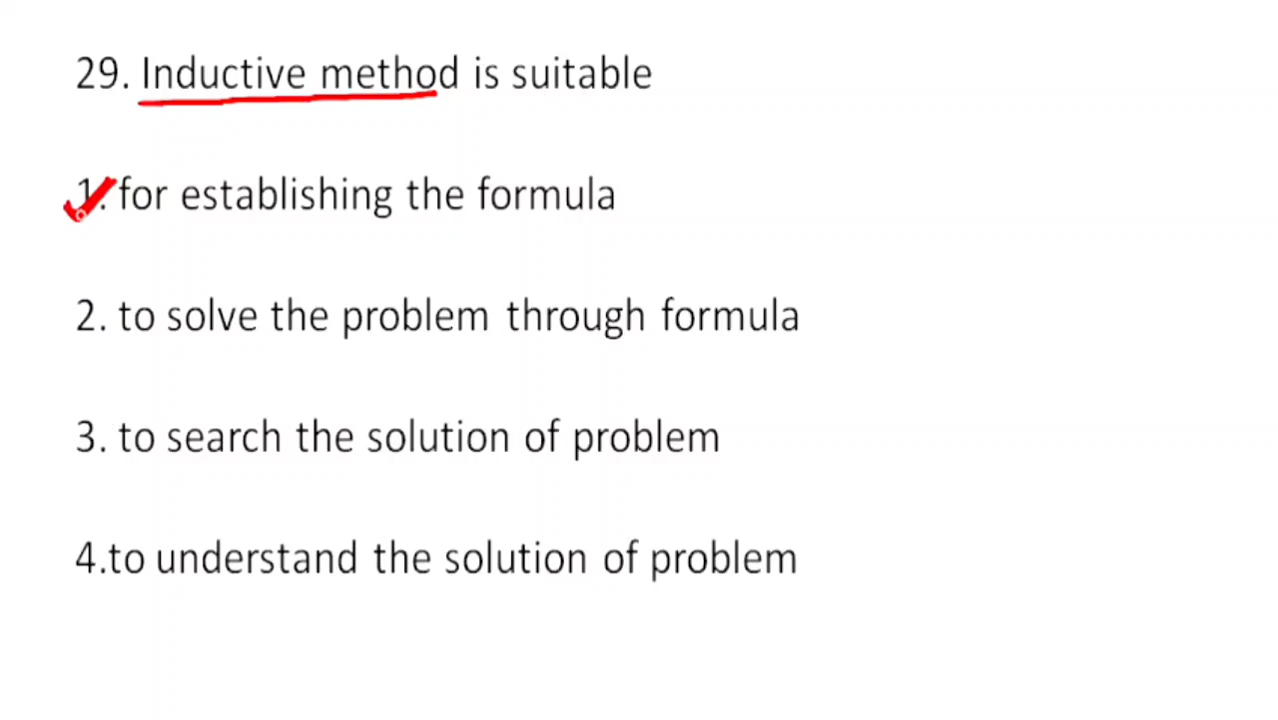 29. Inductive method is suitable
1. for establishing the formula
2. to solve the problem through formula
3. to search the solution of problem
4.to understand the solution of problem